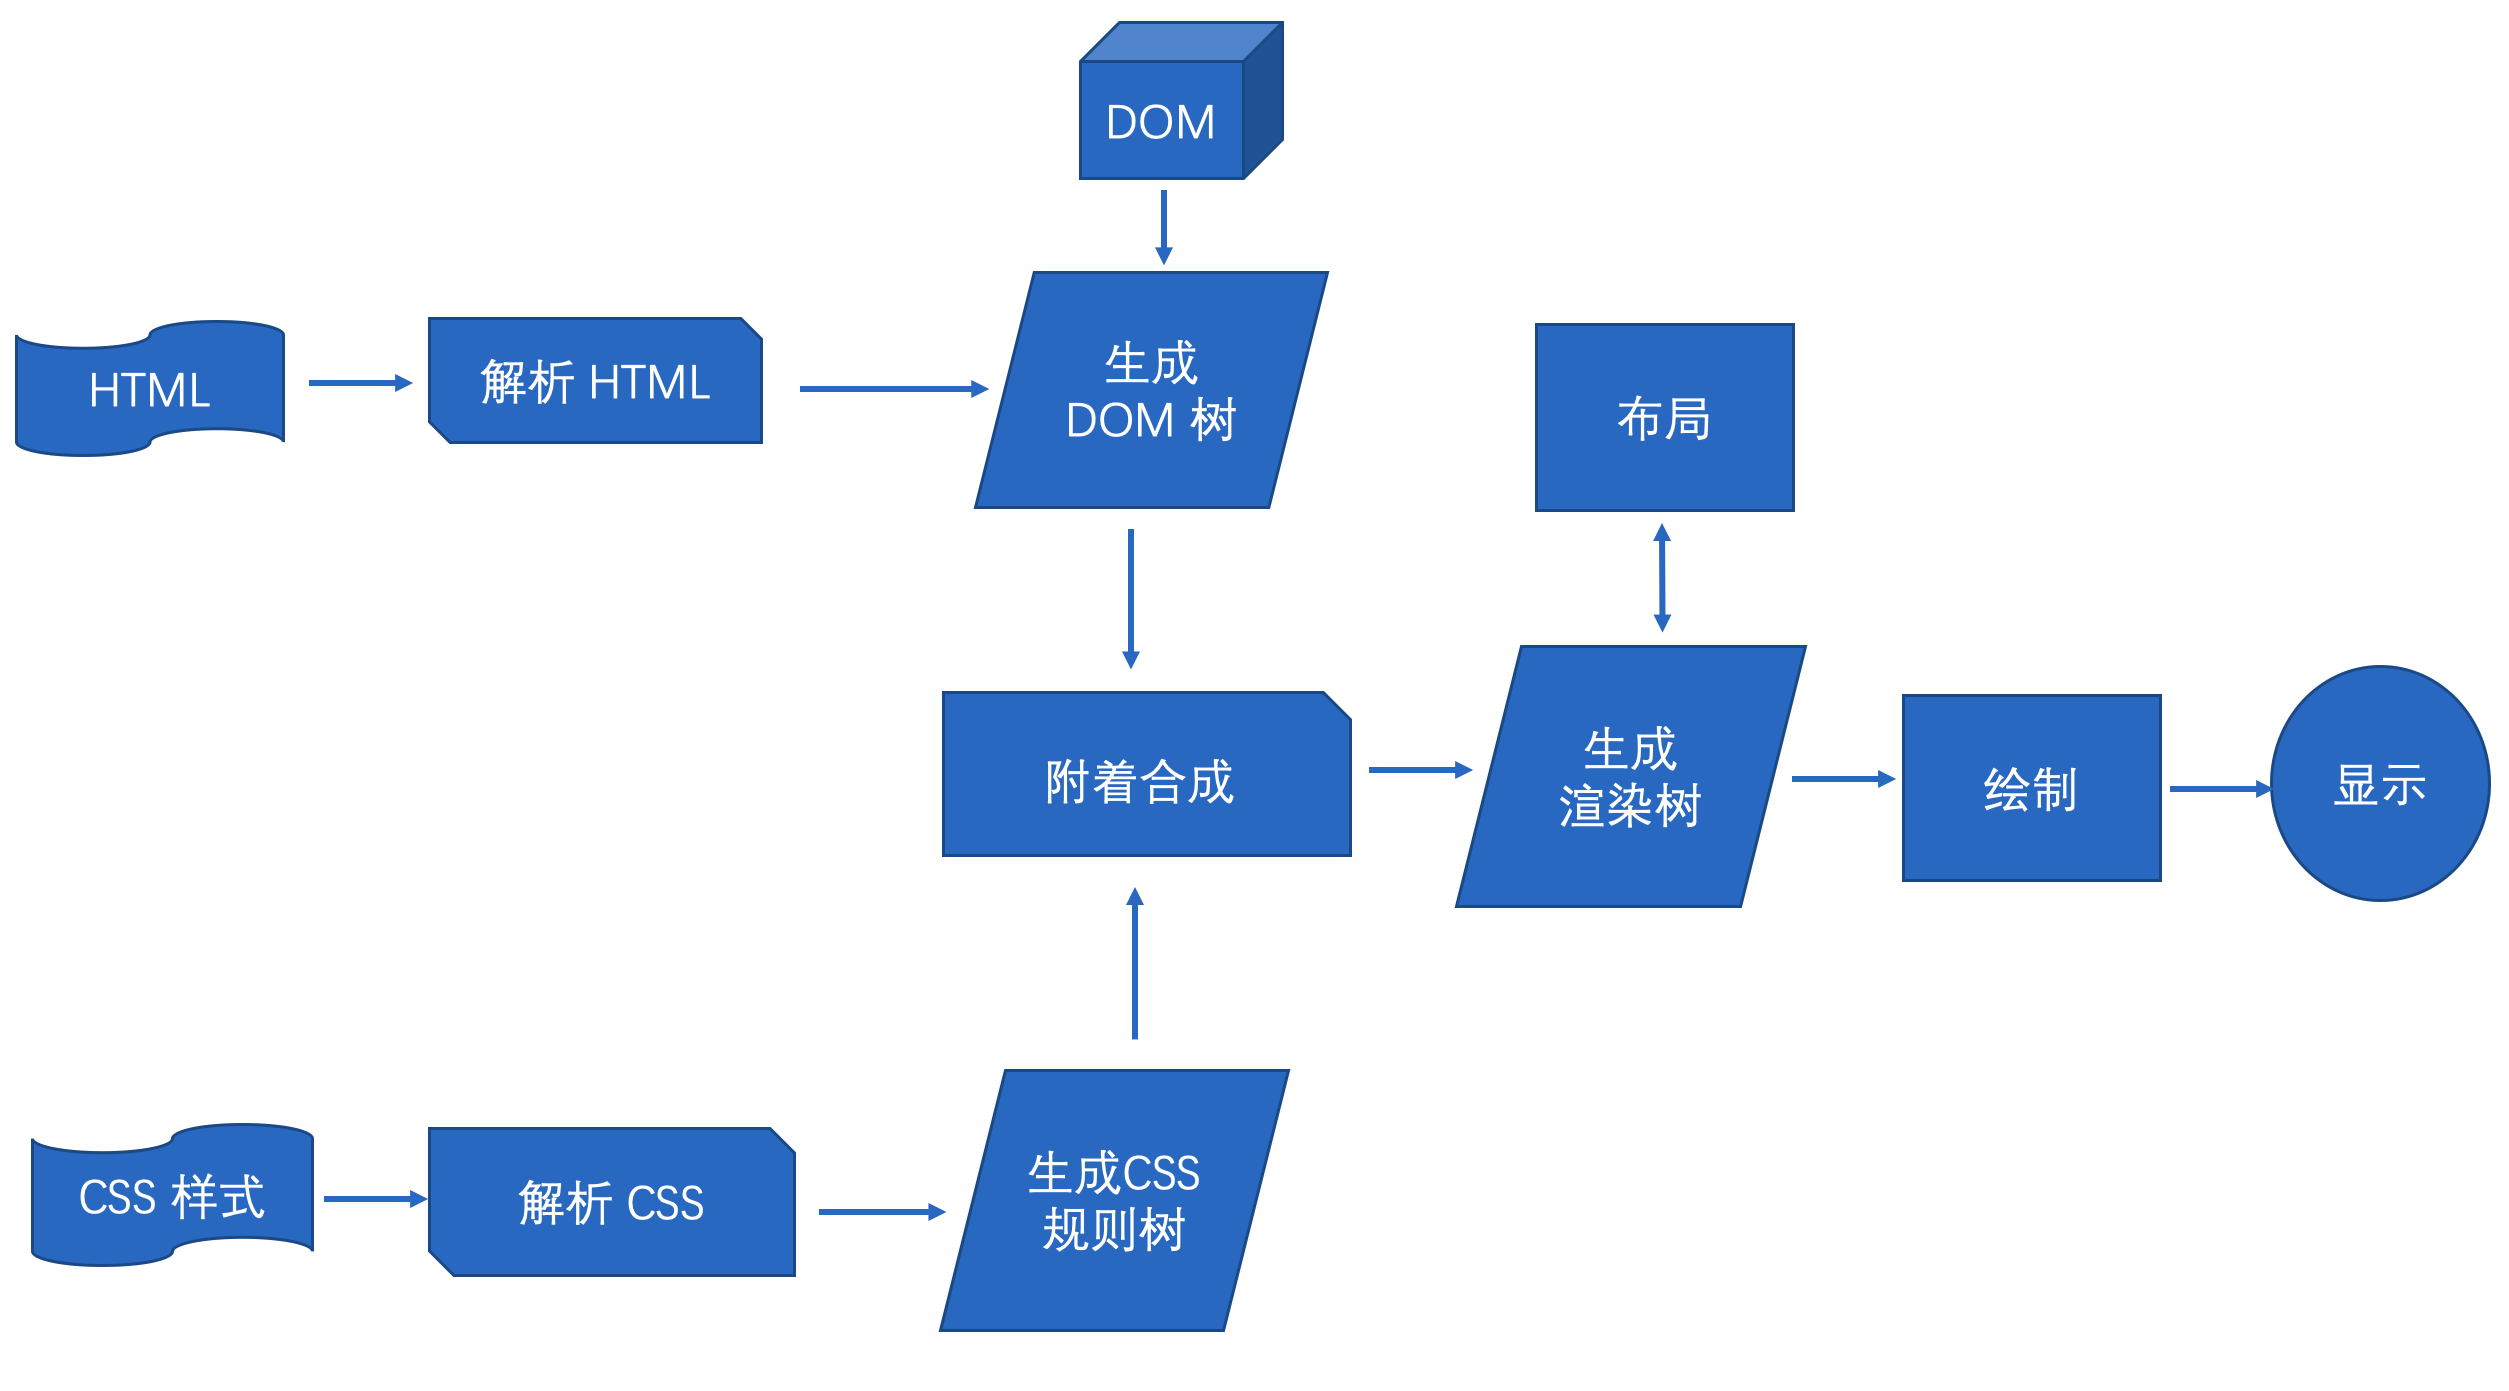 DOM
HTML
解析 HTML
生成
DOM 树
布局
附着合成
生成
渲染树
绘制
显示
CSS 样式
解析 CSS
生成CSS
规则树